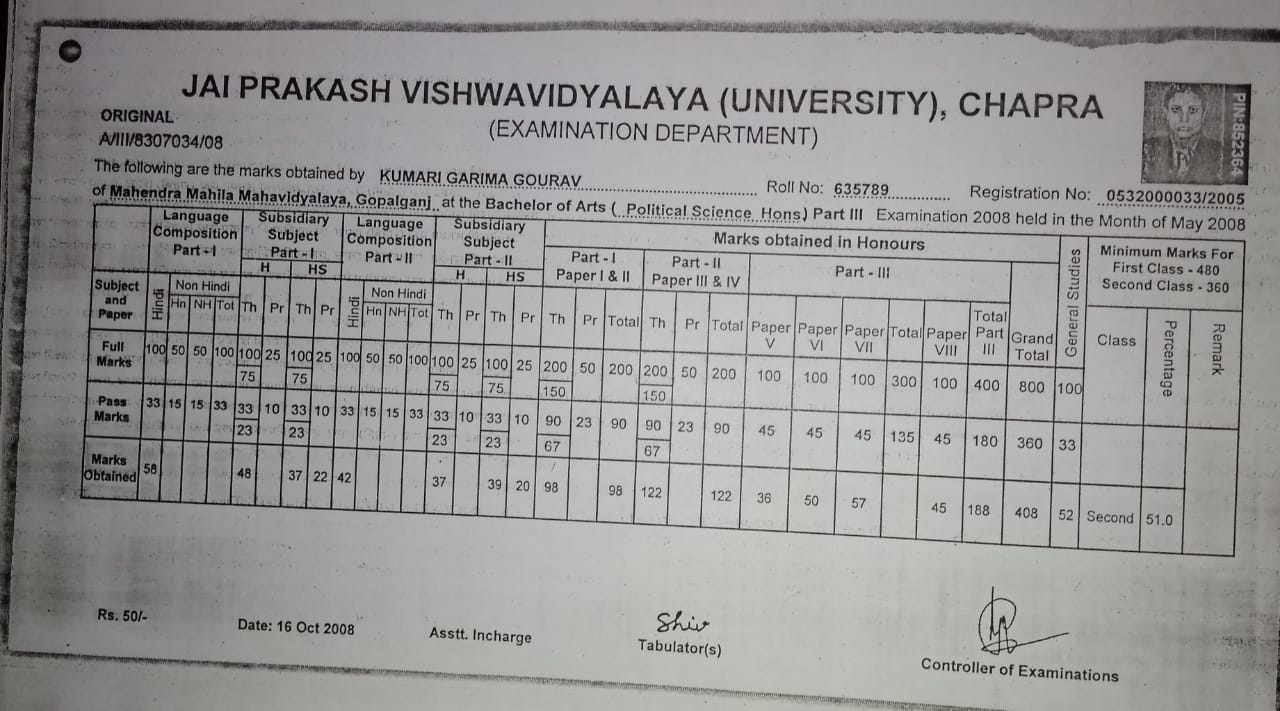 JAI PRAKASH VISHWAVIDYALAYA (UNIVERSITY), CHAPRA
(EXAMINATION DEPARTMENT)
ORIGINAL
A/III/8307034/08
PIN:852364
The following are the marks obtained by KUMARI GARIMA GOURAV Roll No: 635789 Registration No: 0532000033/2005
of Mahendra Mahila Mahavidyalaya, Gopalganj at the Bachelor of Arts ( Political Science Hons) Part III Examination 2008 held in the Month of May 2008
Language Composition Part -I Subsidiary Subject Part -I Language Composition Part -II Subsidiary Subject Part -II Marks obtained in Honours General Studies Minimum Marks For First Class - 480 Second Class - 360
H HS H HS Part - I Paper I & II Part - II Paper III & IV Part - III
Subject and Paper Hindi Non Hindi Hn NH Tot Th Pr Th Pr Hindi Non Hindi Hn NH Tot Th Pr Th Pr Th Pr Total Th Pr Total Paper V Paper VI Paper VII Total Paper VIII Total Part III Grand Total Class Percentage Remark
Full Marks 100 50 50 100 100 25 100 25 100 50 50 100 100 25 100 25 200 50 200 200 50 200 100 100 100 300 100 400 800 100
75 75 75 75 150 150
Pass Marks 33 15 15 33 33 10 33 10 33 15 15 33 33 10 33 10 90 23 90 90 23 90 45 45 45 135 45 180 360 33
23 23 23 23 67 67
Marks Obtained 58 48 37 22 42 37 39 20 98 98 122 122 36 50 57 45 188 408 52 Second 51.0
Rs. 50/- Date: 16 Oct 2008 Asstt. Incharge Shiv
Tabulator(s) Controller of Examinations